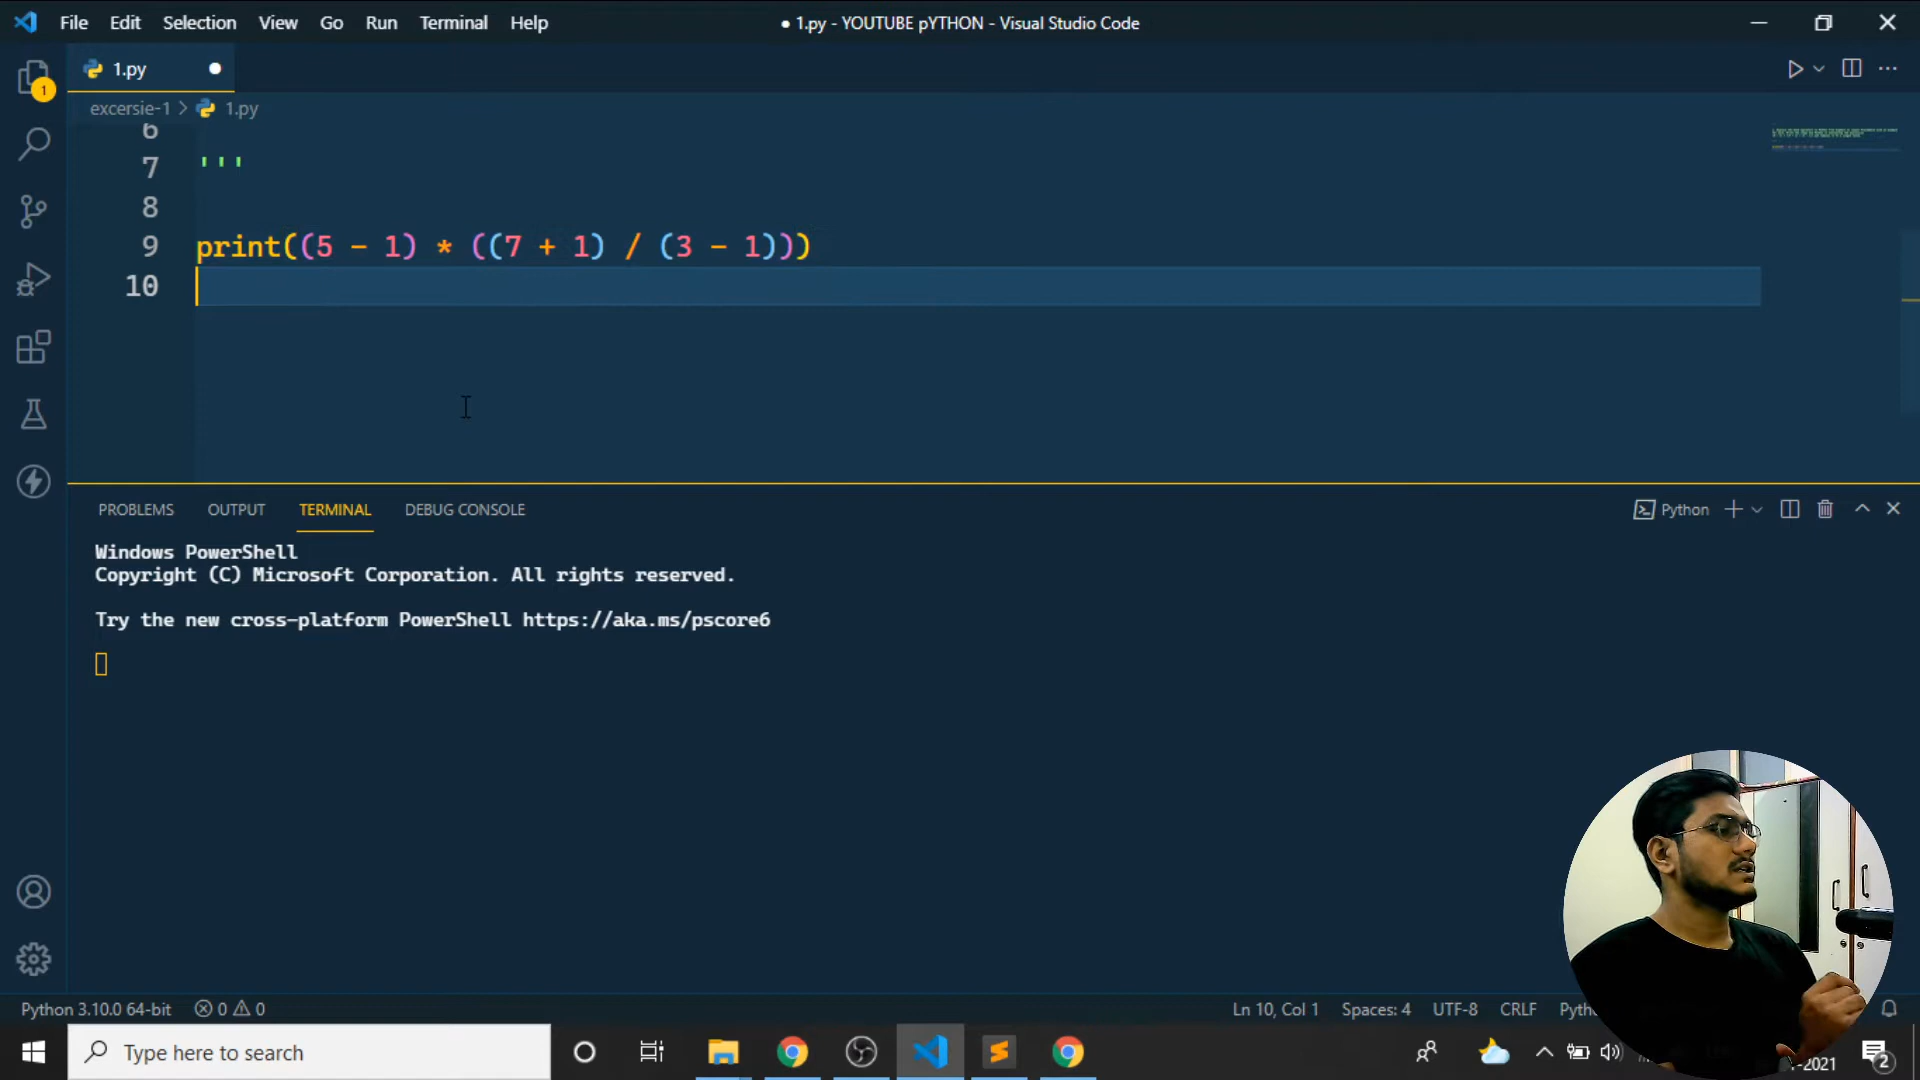 File Edit Selection View Go Run Terminal Help
● 1.py - YOUTUBE pYTHON - Visual Studio Code
1
1.py
excersie-1 > 1.py
6
7 '''
8
9 print((5 - 1) * ((7 + 1) / (3 - 1)))
10
PROBLEMS OUTPUT TERMINAL DEBUG CONSOLE
Python
Windows PowerShell
Copyright (C) Microsoft Corporation. All rights reserved.
Try the new cross-platform PowerShell https://aka.ms/pscore6
Python 3.10.0 64-bit 0 0
Ln 10, Col 1 Spaces: 4 UTF-8 CRLF
Type here to search
-2021
2